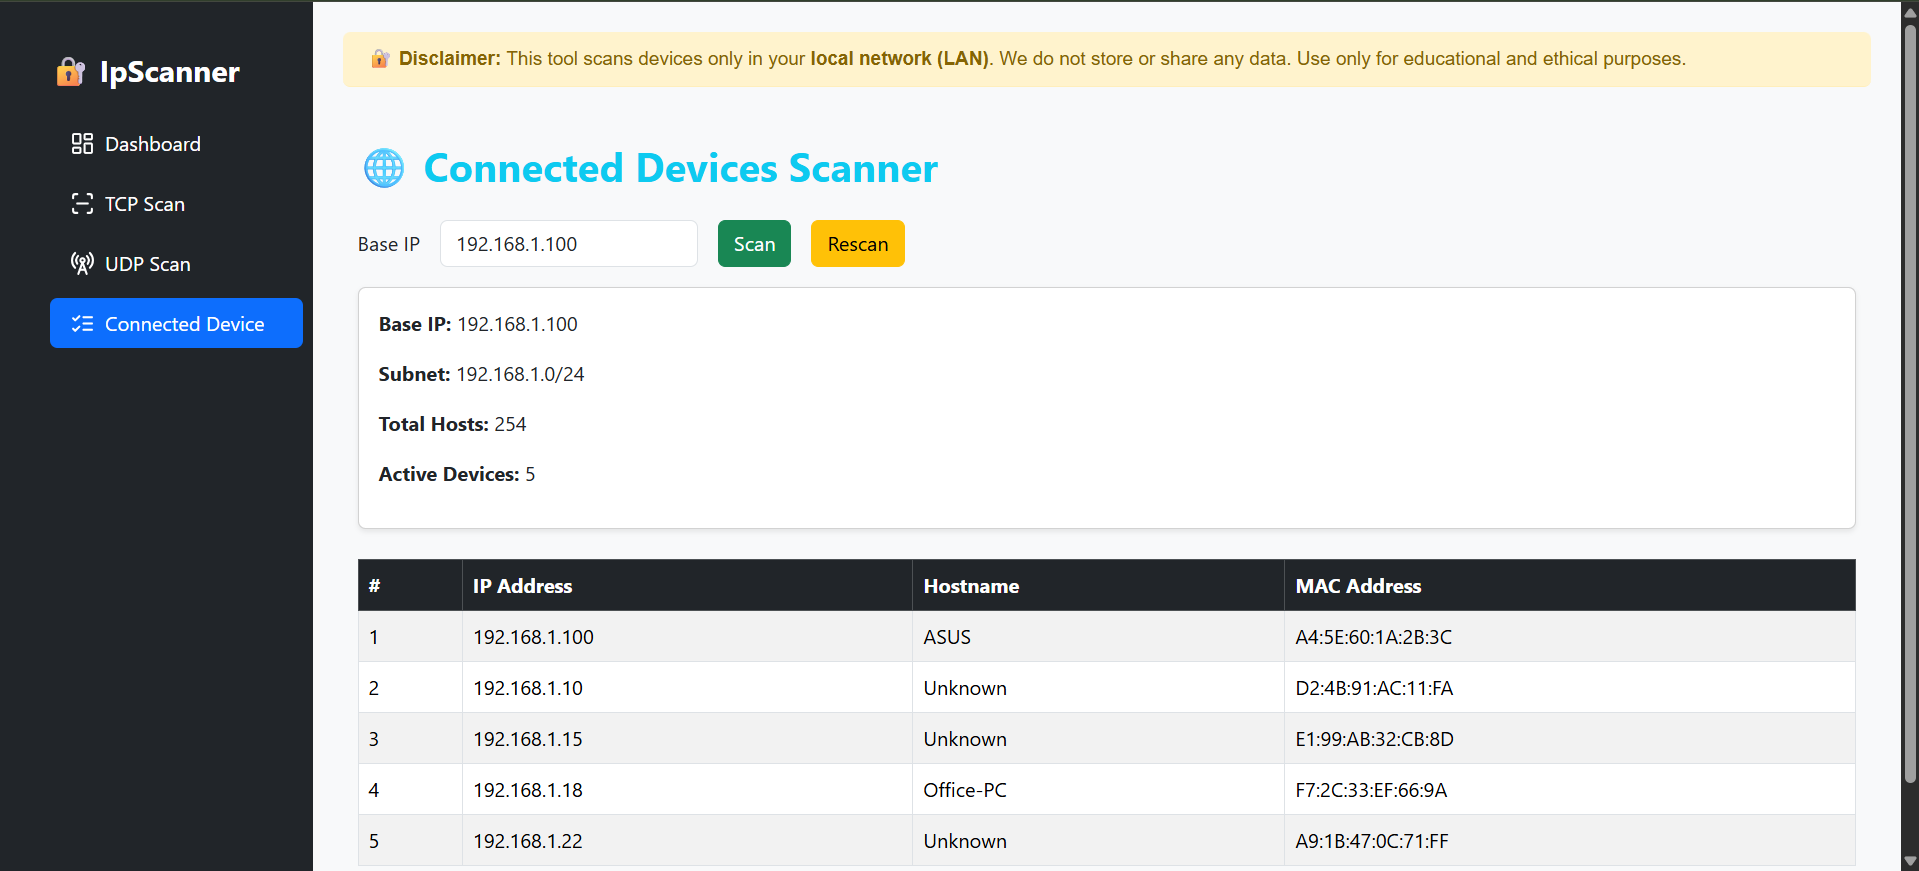 IpScanner
Dashboard
TCP Scan
UDP Scan
Connected Device
Disclaimer: This tool scans devices only in your local network (LAN). We do not store or share any data. Use only for educational and ethical purposes.
Connected Devices Scanner
Base IP 192.168.1.100 Scan Rescan
Base IP: 192.168.1.100
Subnet: 192.168.1.0/24
Total Hosts: 254
Active Devices: 5
# IP Address Hostname MAC Address
1 192.168.1.100 ASUS A4:5E:60:1A:2B:3C
2 192.168.1.10 Unknown D2:4B:91:AC:11:FA
3 192.168.1.15 Unknown E1:99:AB:32:CB:8D
4 192.168.1.18 Office-PC F7:2C:33:EF:66:9A
5 192.168.1.22 Unknown A9:1B:47:0C:71:FF